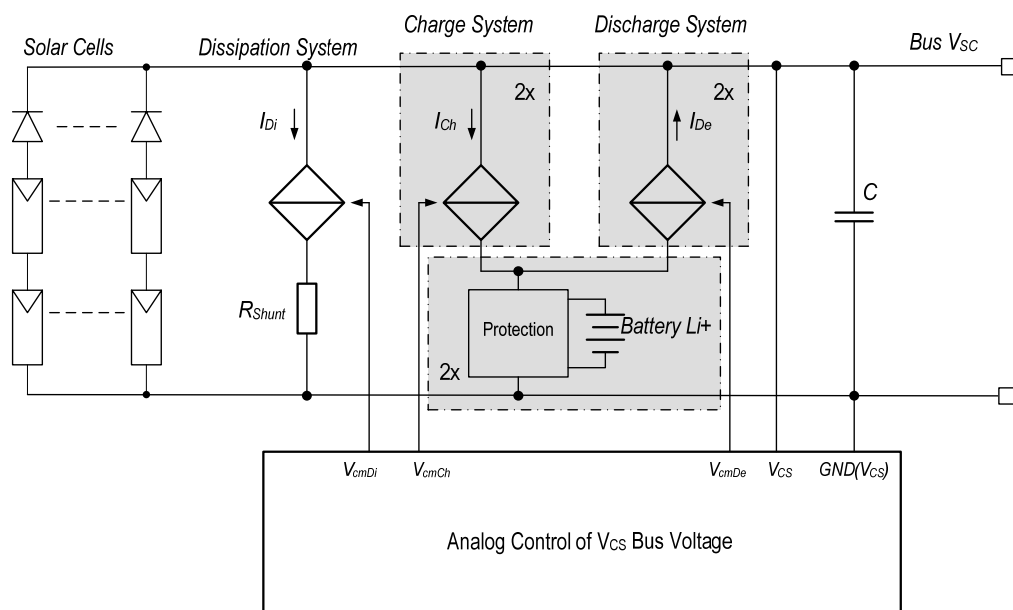 Charge System
Discharge System
Solar Cells
Dissipation System
Bus VSC
2x
2x
IDi
ICh
IDe
C
RShunt
Protection
Battery Li+
2x
VcmDi
VcmCh
VcmDe
VCS
GND(VCS)
Analog Control of VCS Bus Voltage